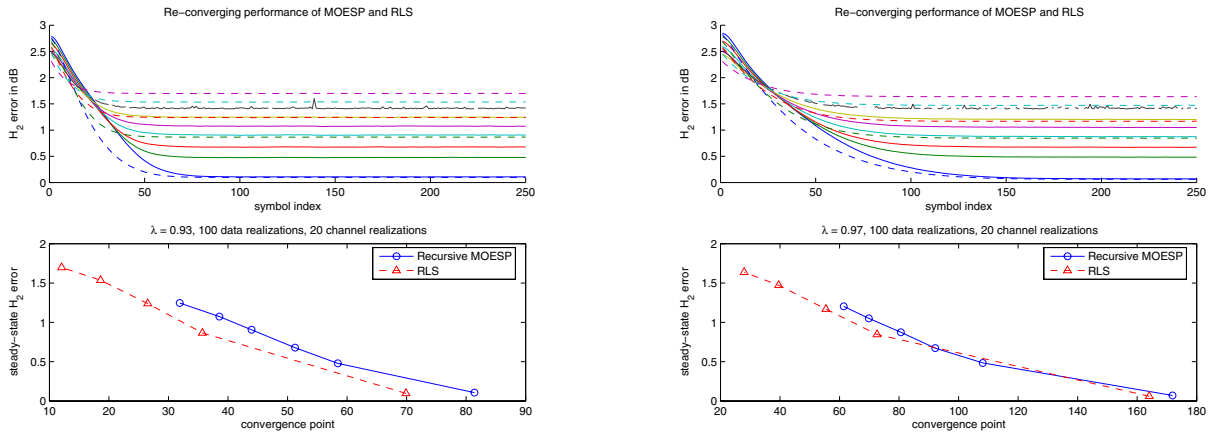 Re−converging performance of MOESP and RLS
3
2.5
2
1.5
1
0.5
0
H2 error in dB
0 50 100 150 200 250
symbol index
λ = 0.93, 100 data realizations, 20 channel realizations
2
1.5
1
0.5
0
steady−state H2 error
Recursive MOESP
RLS
10 20 30 40 50 60 70 80 90
convergence point
Re−converging performance of MOESP and RLS
3
2.5
2
1.5
1
0.5
0
H2 error in dB
0 50 100 150 200 250
symbol index
λ = 0.97, 100 data realizations, 20 channel realizations
2
1.5
1
0.5
0
steady−state H2 error
Recursive MOESP
RLS
20 40 60 80 100 120 140 160 180
convergence point